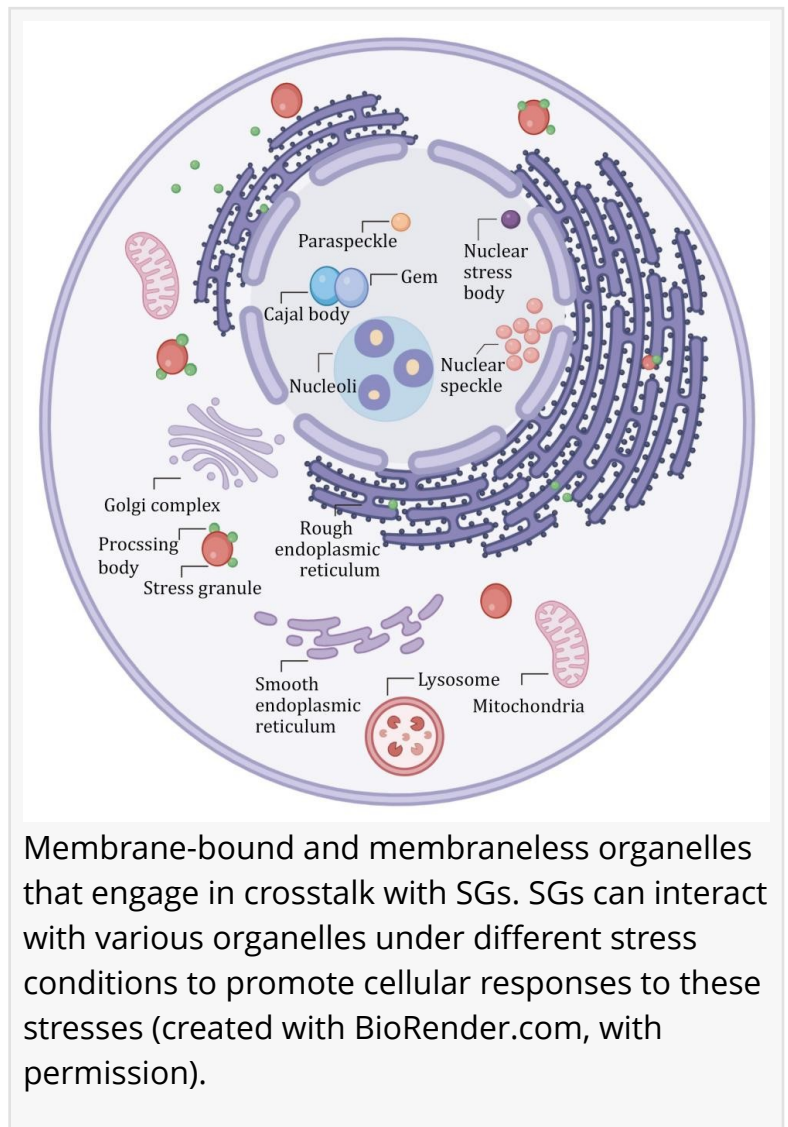 Paraspeckle
Nuclear
stress
body
Gem
Cajal body
Nucleoli
Nuclear
speckle
Golgi complex
Procssing
body
Stress granule
Rough
endoplasmic
reticulum
Smooth
endoplasmic
reticulum
Lysosome
Mitochondria
Membrane-bound and membraneless organelles
that engage in crosstalk with SGs. SGs can interact
with various organelles under different stress
conditions to promote cellular responses to these
stresses (created with BioRender.com, with
permission).